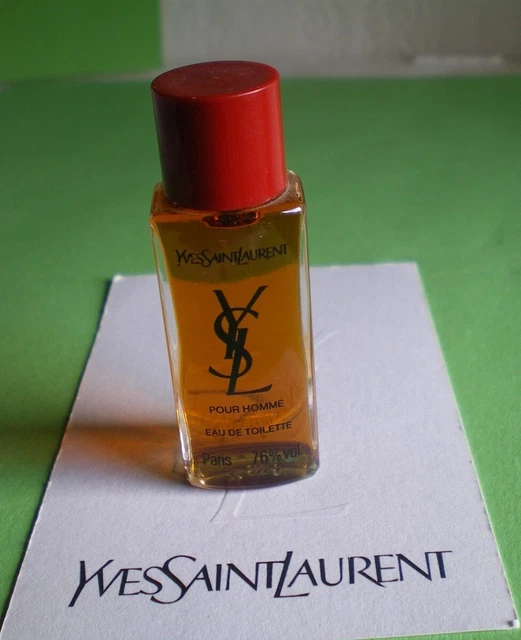 YVESSAINTLAURENT
YSL
POUR HOMME
EAU DE TOILETTE
Paris 76% vol
YVESSAINTLAURENT